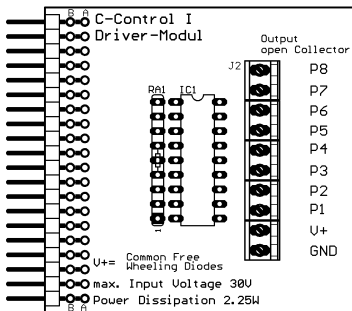 B A
C-Control I
Driver-Modul
Output
open Collector
J2
P8
P7
RA1 IC1
P6
P5
P4
P3
P2
P1
1
V+
GND
V+= Common Free
Wheeling Diodes
max. Input Voltage 30V
Power Dissipation 2.25W
B A